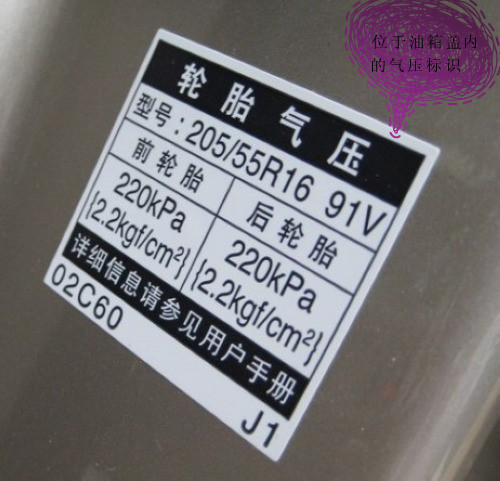 位于油箱盖内
的气压标识
轮胎气压
型号:205/55R16 91V
前轮胎 后轮胎
220kPa 220kPa
{2.2kgf/cm²} {2.2kgf/cm²}
详细信息请参见用户手册
02C60 J1